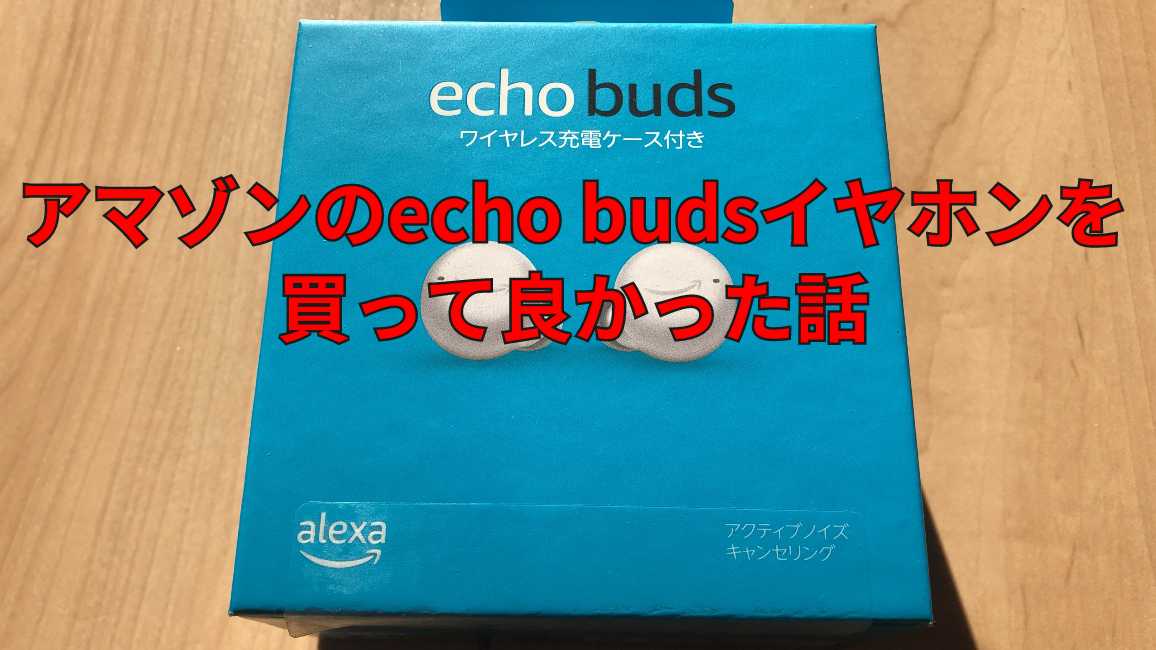 echo buds
ワイヤレス充電ケース付き
アマゾンのecho budsイヤホンを
買って良かった話
alexa
アクティブノイズ
キャンセリング